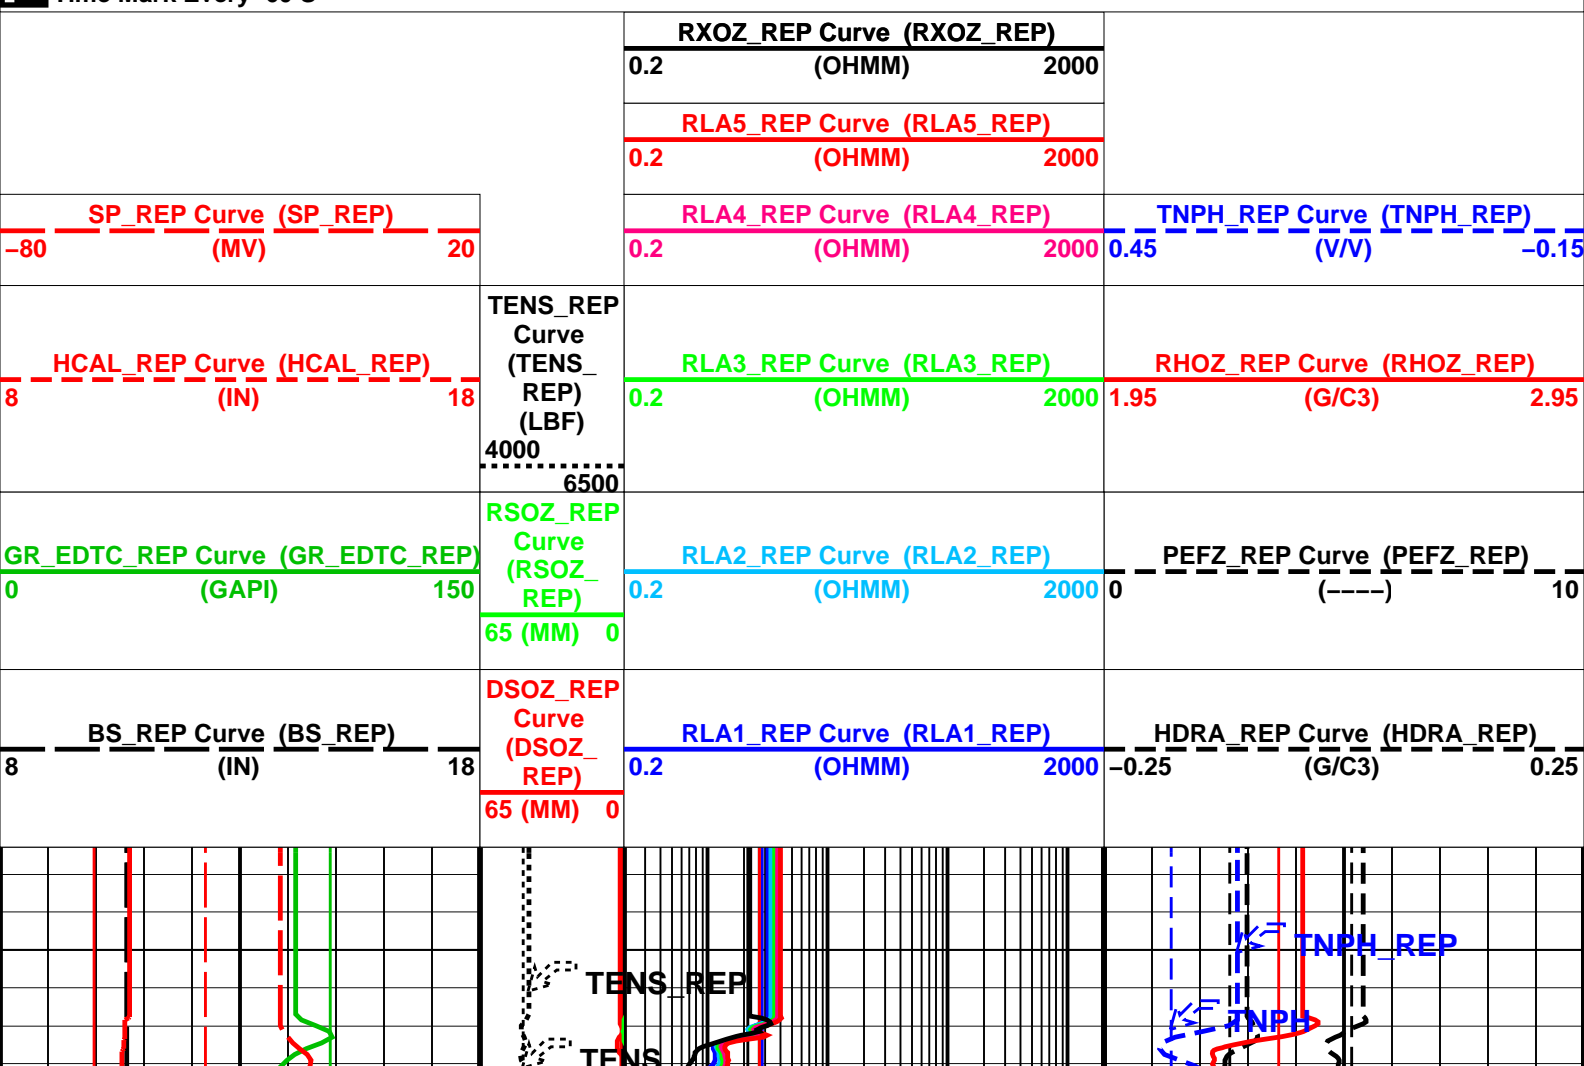 Time Mark Every 60 S
RXOZ_REP Curve (RXOZ_REP)
0.2 (OHMM) 2000
RLA5_REP Curve (RLA5_REP)
0.2 (OHMM) 2000
SP_REP Curve (SP_REP)
−80 (MV) 20
RLA4_REP Curve (RLA4_REP)
0.2 (OHMM) 2000
TNPH_REP Curve (TNPH_REP)
0.45 (V/V) −0.15
HCAL_REP Curve (HCAL_REP)
8 (IN) 18
TENS_REP
Curve
(TENS_
REP)
(LBF)
4000
6500
RLA3_REP Curve (RLA3_REP)
0.2 (OHMM) 2000
RHOZ_REP Curve (RHOZ_REP)
1.95 (G/C3) 2.95
GR_EDTC_REP Curve (GR_EDTC_REP)
0 (GAPI) 150
RSOZ_REP
Curve
(RSOZ_
REP)
65 (MM) 0
RLA2_REP Curve (RLA2_REP)
0.2 (OHMM) 2000
PEFZ_REP Curve (PEFZ_REP)
0 (−−−−) 10
BS_REP Curve (BS_REP)
8 (IN) 18
DSOZ_REP
Curve
(DSOZ_
REP)
65 (MM) 0
RLA1_REP Curve (RLA1_REP)
0.2 (OHMM) 2000
HDRA_REP Curve (HDRA_REP)
−0.25 (G/C3) 0.25
TNPH_REP
TENS_REP
TNPH
TENS